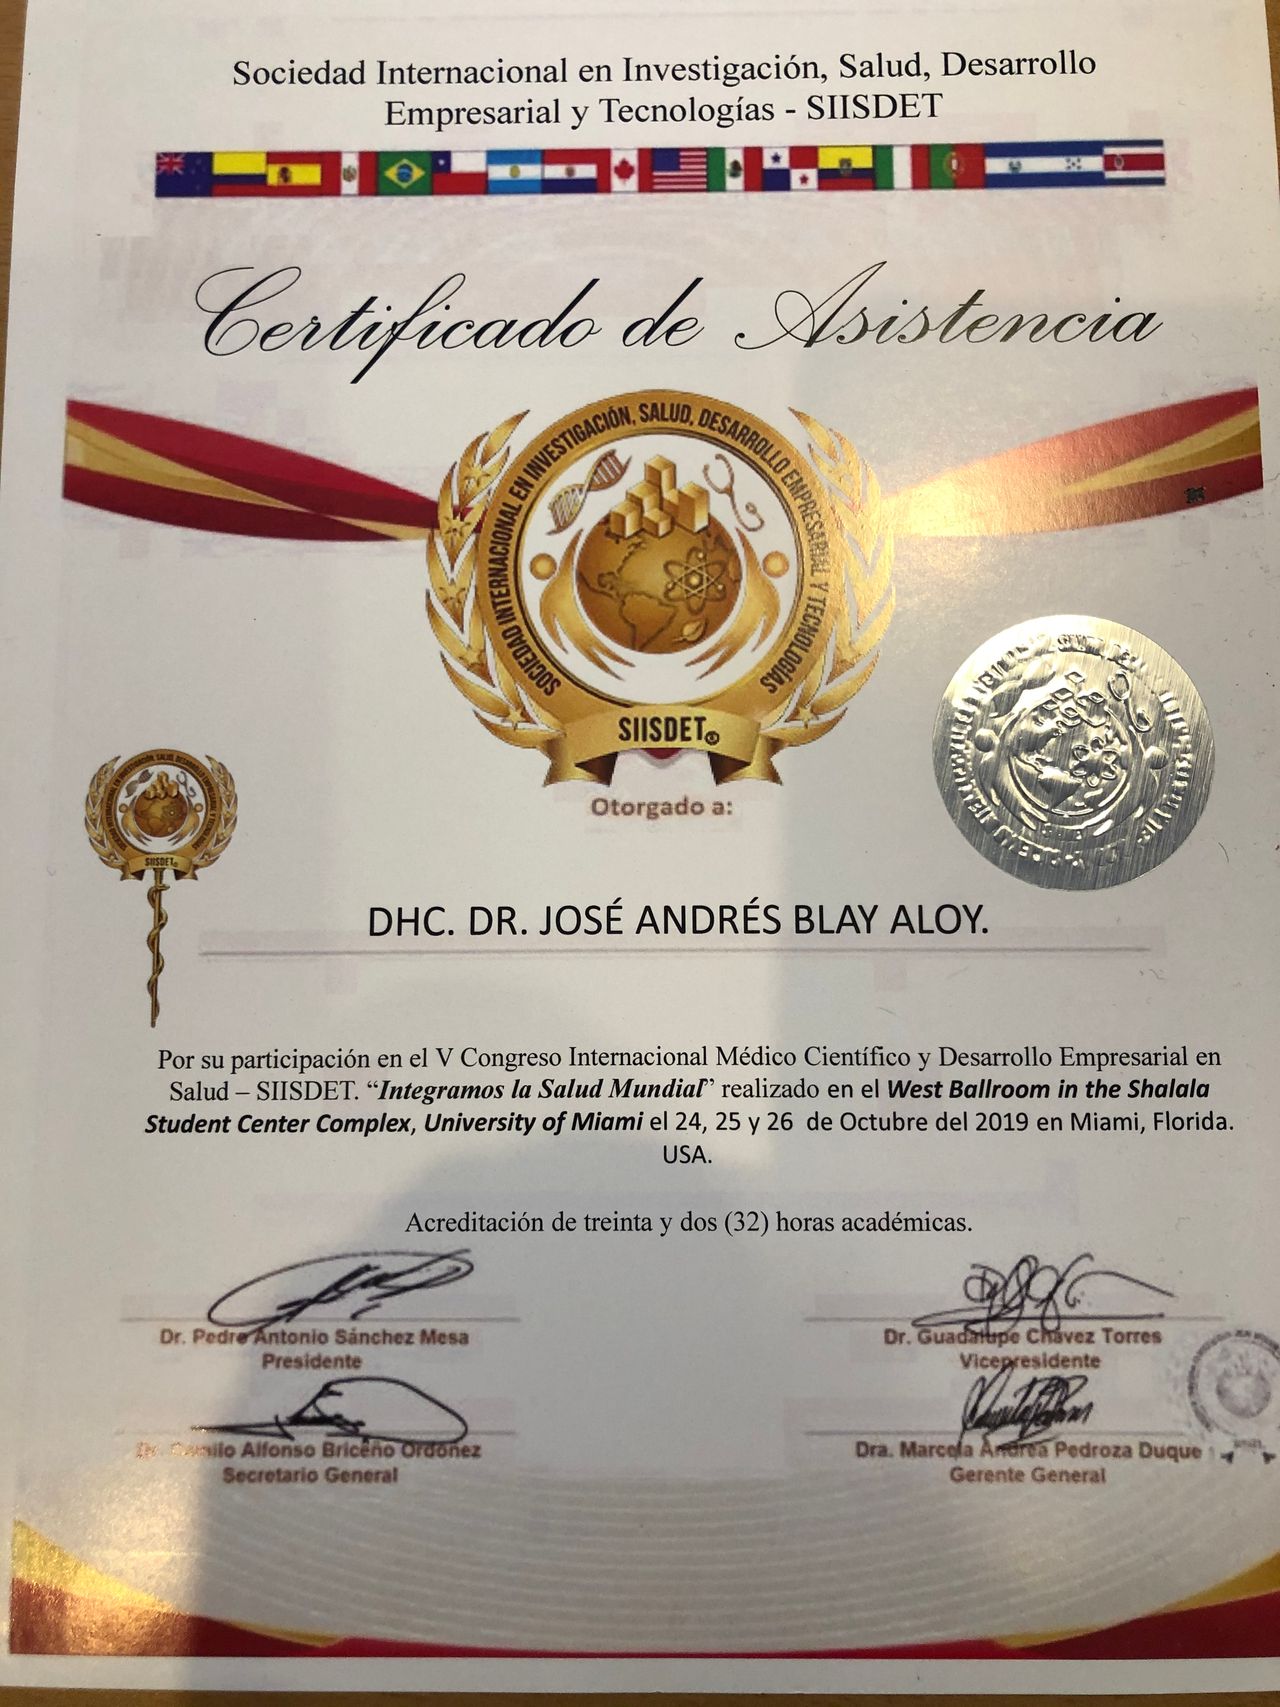 Sociedad Internacional en Investigación, Salud, Desarrollo
Empresarial y Tecnologías - SIISDET
Certificado de Asistencia
SOCIEDAD INTERNACIONAL EN INVESTIGACIÓN, SALUD, DESARROLLO EMPRESARIAL Y TECNOLOGÍAS
SIISDET®
Otorgado a:
SIISDET®
DHC. DR. JOSÉ ANDRÉS BLAY ALOY.
Por su participación en el V Congreso Internacional Médico Científico y Desarrollo Empresarial en
Salud – SIISDET. “Integramos la Salud Mundial” realizado en el West Ballroom in the Shalala
Student Center Complex, University of Miami el 24, 25 y 26 de Octubre del 2019 en Miami, Florida.
USA.
Acreditación de treinta y dos (32) horas académicas.
Dr. Pedro Antonio Sánchez Mesa
Presidente
Dr. Guadalupe Chávez Torres
Vicepresidente
Dr. Camilo Alfonso Briceño Ordóñez
Secretario General
Dra. Marcela Andrea Pedroza Duque
Gerente General